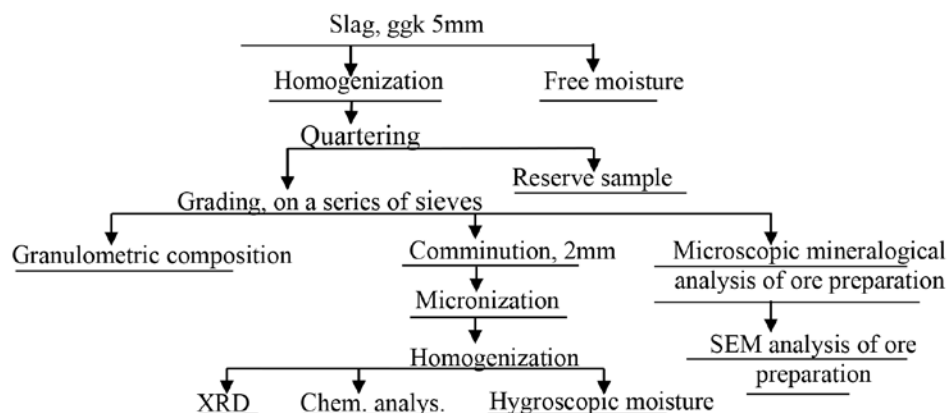 Slag, ggk 5mm
Homogenization
Free moisture
Quartering
Reserve sample
Grading, on a series of sieves
Granulometric composition
Comminution, 2mm
Microscopic mineralogical
analysis of ore preparation
Micronization
SEM analysis of ore
preparation
Homogenization
XRD
Chem. analys.
Hygroscopic moisture